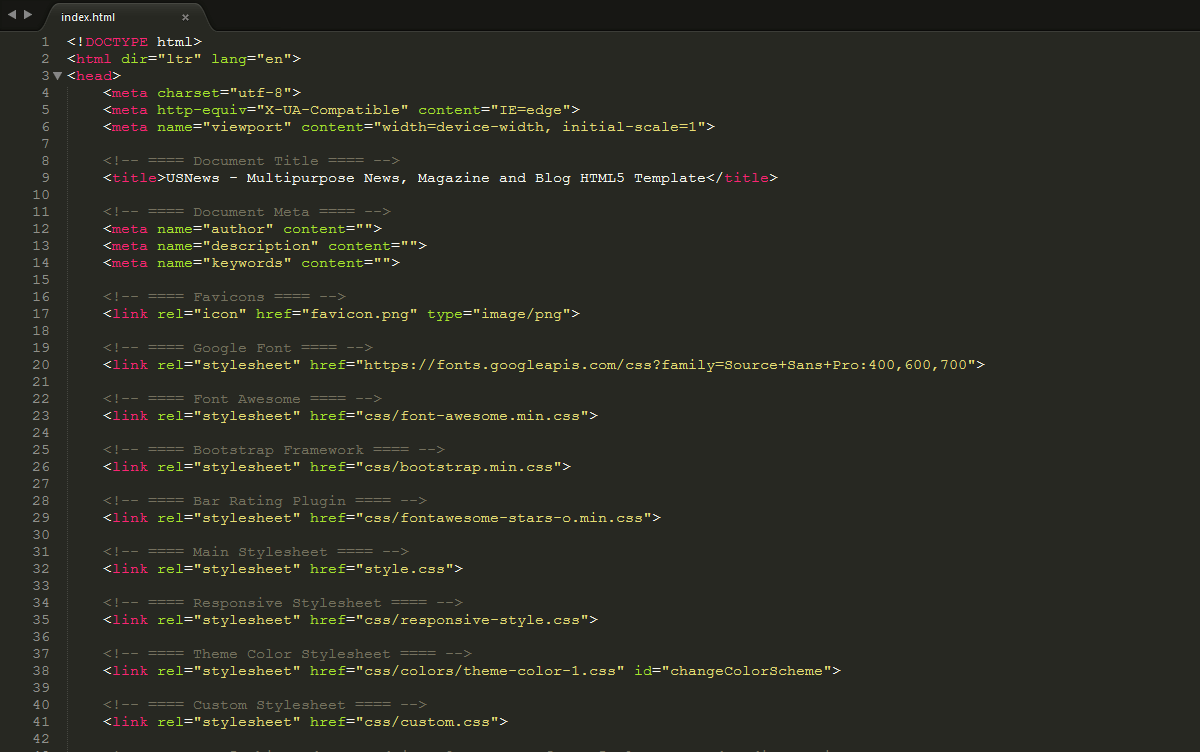 index.html ×
1 <!DOCTYPE html>
2 <html dir="ltr" lang="en">
3 <head>
4 <meta charset="utf-8">
5 <meta http-equiv="X-UA-Compatible" content="IE=edge">
6 <meta name="viewport" content="width=device-width, initial-scale=1">
7
8 <!-- ==== Document Title ==== -->
9 <title>USNews - Multipurpose News, Magazine and Blog HTML5 Template</title>
10
11 <!-- ==== Document Meta ==== -->
12 <meta name="author" content="">
13 <meta name="description" content="">
14 <meta name="keywords" content="">
15
16 <!-- ==== Favicons ==== -->
17 <link rel="icon" href="favicon.png" type="image/png">
18
19 <!-- ==== Google Font ==== -->
20 <link rel="stylesheet" href="https://fonts.googleapis.com/css?family=Source+Sans+Pro:400,600,700">
21
22 <!-- ==== Font Awesome ==== -->
23 <link rel="stylesheet" href="css/font-awesome.min.css">
24
25 <!-- ==== Bootstrap Framework ==== -->
26 <link rel="stylesheet" href="css/bootstrap.min.css">
27
28 <!-- ==== Bar Rating Plugin ==== -->
29 <link rel="stylesheet" href="css/fontawesome-stars-o.min.css">
30
31 <!-- ==== Main Stylesheet ==== -->
32 <link rel="stylesheet" href="style.css">
33
34 <!-- ==== Responsive Stylesheet ==== -->
35 <link rel="stylesheet" href="css/responsive-style.css">
36
37 <!-- ==== Theme Color Stylesheet ==== -->
38 <link rel="stylesheet" href="css/colors/theme-color-1.css" id="changeColorScheme">
39
40 <!-- ==== Custom Stylesheet ==== -->
41 <link rel="stylesheet" href="css/custom.css">
42